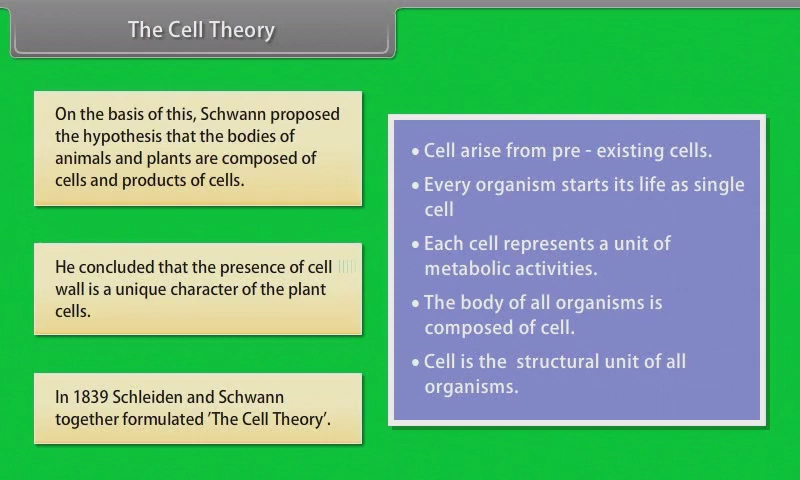 The Cell Theory
On the basis of this, Schwann proposed
the hypothesis that the bodies of
animals and plants are composed of
cells and products of cells.
He concluded that the presence of cell
wall is a unique character of the plant
cells.
In 1839 Schleiden and Schwann
together formulated ‘The Cell Theory’.
• Cell arise from pre - existing cells.
• Every organism starts its life as single
cell
• Each cell represents a unit of
metabolic activities.
• The body of all organisms is
composed of cell.
• Cell is the  structural unit of all
organisms.